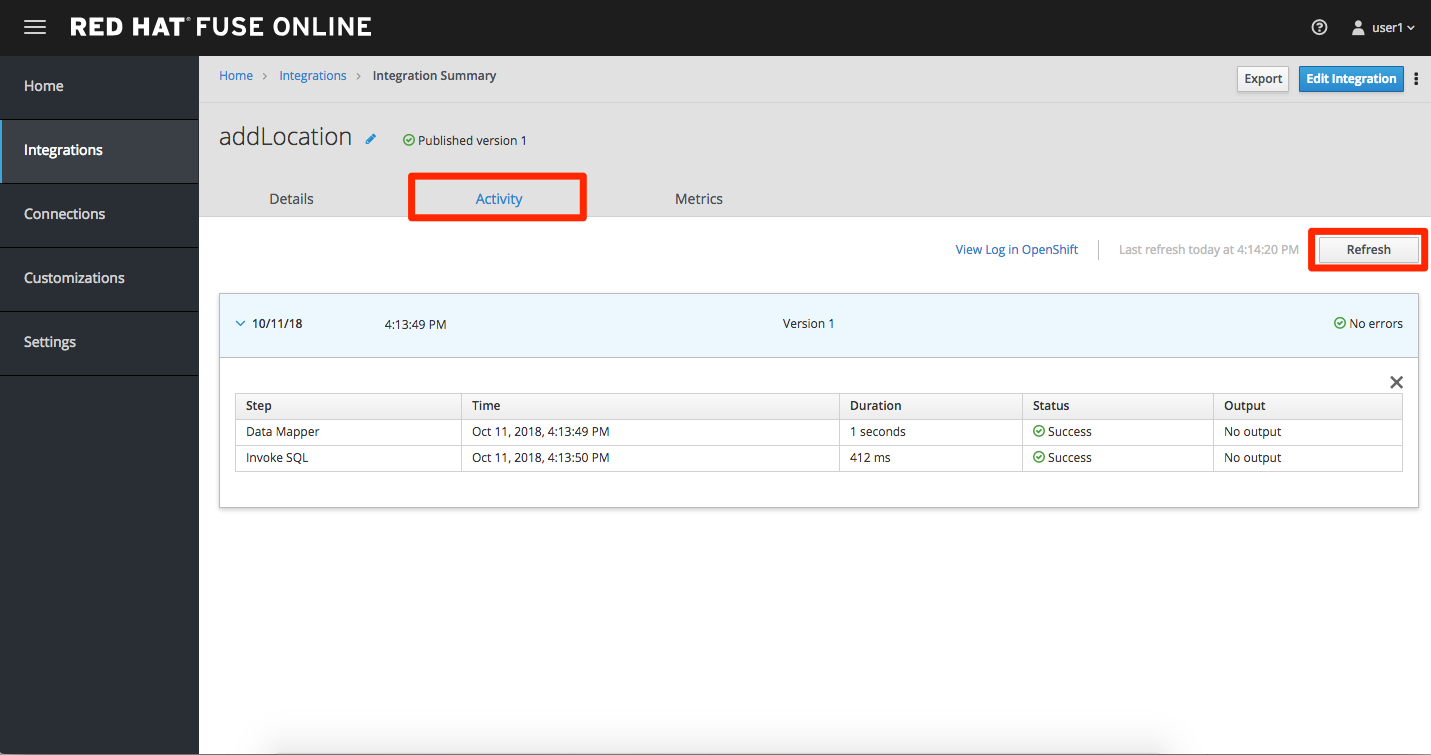 RED HAT® FUSE ONLINE
user1
Home
Integrations
Connections
Customizations
Settings
Home > Integrations > Integration Summary
Export
Edit Integration
addLocation
Published version 1
Details
Activity
Metrics
View Log in OpenShift
Last refresh today at 4:14:20 PM
Refresh
10/11/18 4:13:49 PM Version 1 No errors
Step Time Duration Status Output
Data Mapper Oct 11, 2018, 4:13:49 PM 1 seconds Success No output
Invoke SQL Oct 11, 2018, 4:13:50 PM 412 ms Success No output